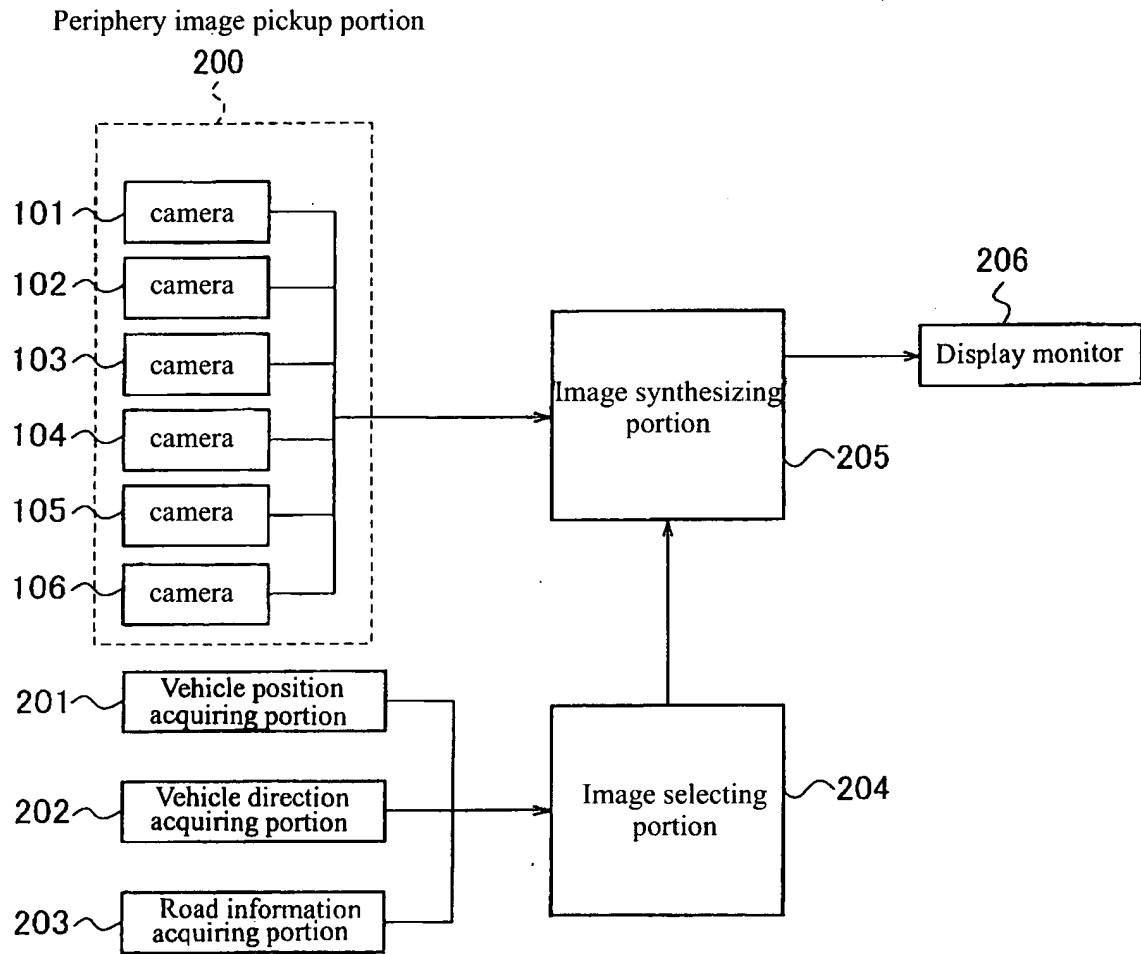 Periphery image pickup portion
200
101
camera
102
camera
103
camera
104
camera
105
camera
106
camera
206
Display monitor
Image synthesizing
portion
205
201
Vehicle position
acquiring portion
202
Vehicle direction
acquiring portion
203
Road information
acquiring portion
Image selecting
portion
204